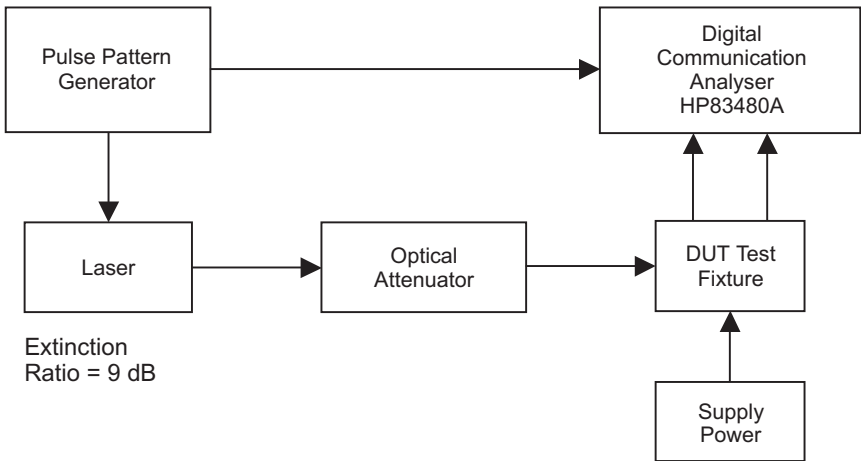 Pulse Pattern
Generator
Digital
Communication
Analyser
HP83480A
Laser
Optical
Attenuator
DUT Test
Fixture
Extinction
Ratio = 9 dB
Supply
Power